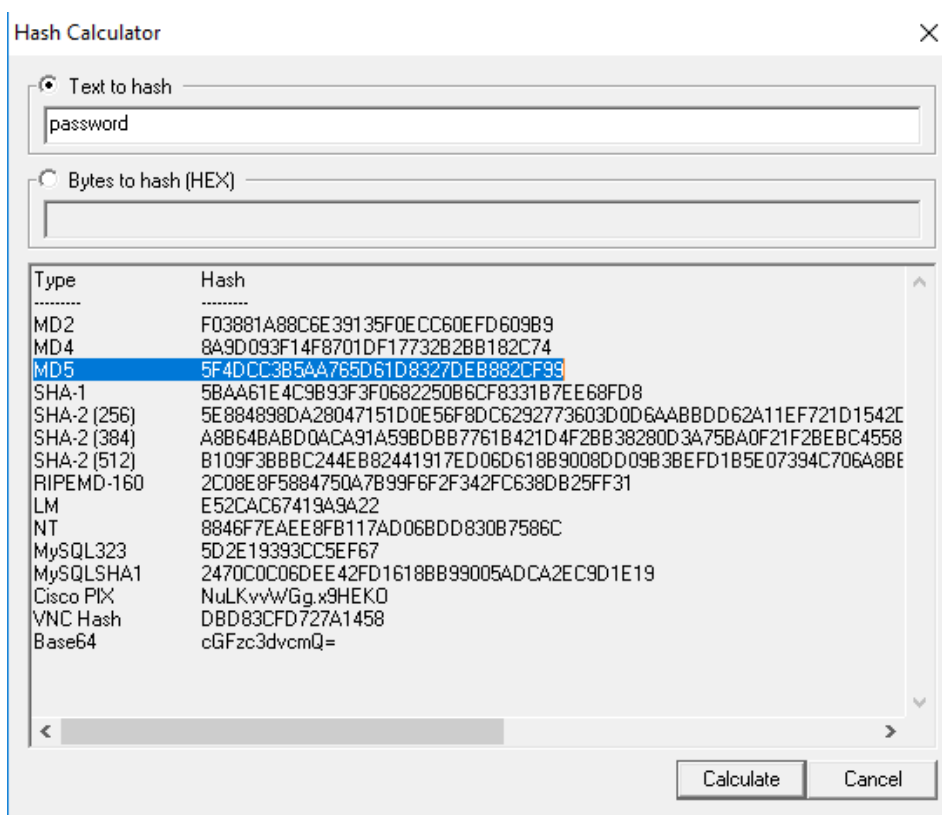 Hash Calculator
Text to hash
password
Bytes to hash (HEX)
Type Hash
--------- ---------
MD2 F03881A88C6E39135F0ECC60EFD609B9
MD4 8A9D093F14F8701DF17732B2BB182C74
MD5 5F4DCC3B5AA765D61D8327DEB882CF99
SHA-1 5BAA61E4C9B93F3F0682250B6CF8331B7EE68FD8
SHA-2 (256) 5E884898DA28047151D0E56F8DC6292773603D0D6AABBDD62A11EF721D1542D
SHA-2 (384) A8B64BABD0ACA91A59BDBB7761B421D4F2BB38280D3A75BA0F21F2BEBC4558
SHA-2 (512) B109F3BBBC244EB82441917ED06D618B9008DD09B3BEFD1B5E07394C706A8BB
RIPEMD-160 2C08E8F5884750A7B99F6F2F342FC638DB25FF31
LM E52CAC67419A9A22
NT 8846F7EAEE8FB117AD06BDD830B7586C
MySQL323 5D2E19393CC5EF67
MySQLSHA1 2470C0C06DEE42FD1618BB99005ADCA2EC9D1E19
Cisco PIX NuLKvvWGg.x9HEKO
VNC Hash DBD83CFD727A1458
Base64 cGFzc3dvcmQ=
Calculate Cancel